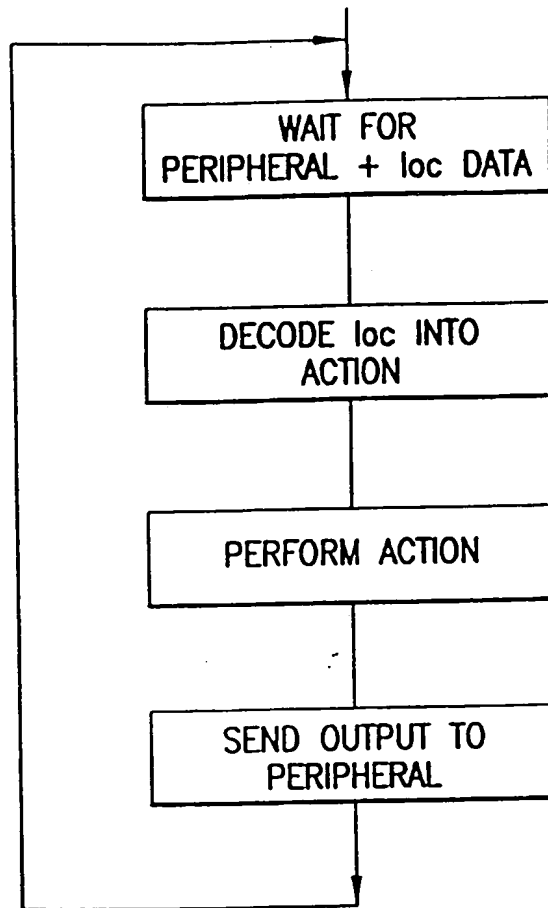 WAIT FOR
PERIPHERAL + loc DATA
DECODE loc INTO
ACTION
PERFORM ACTION
SEND OUTPUT TO
PERIPHERAL